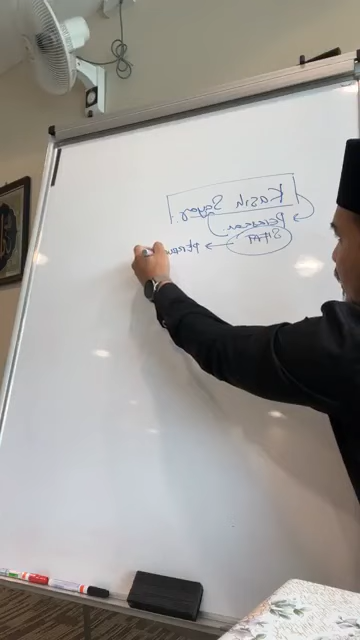 Kasih Sayang
→ Perasaan
SIFAT →